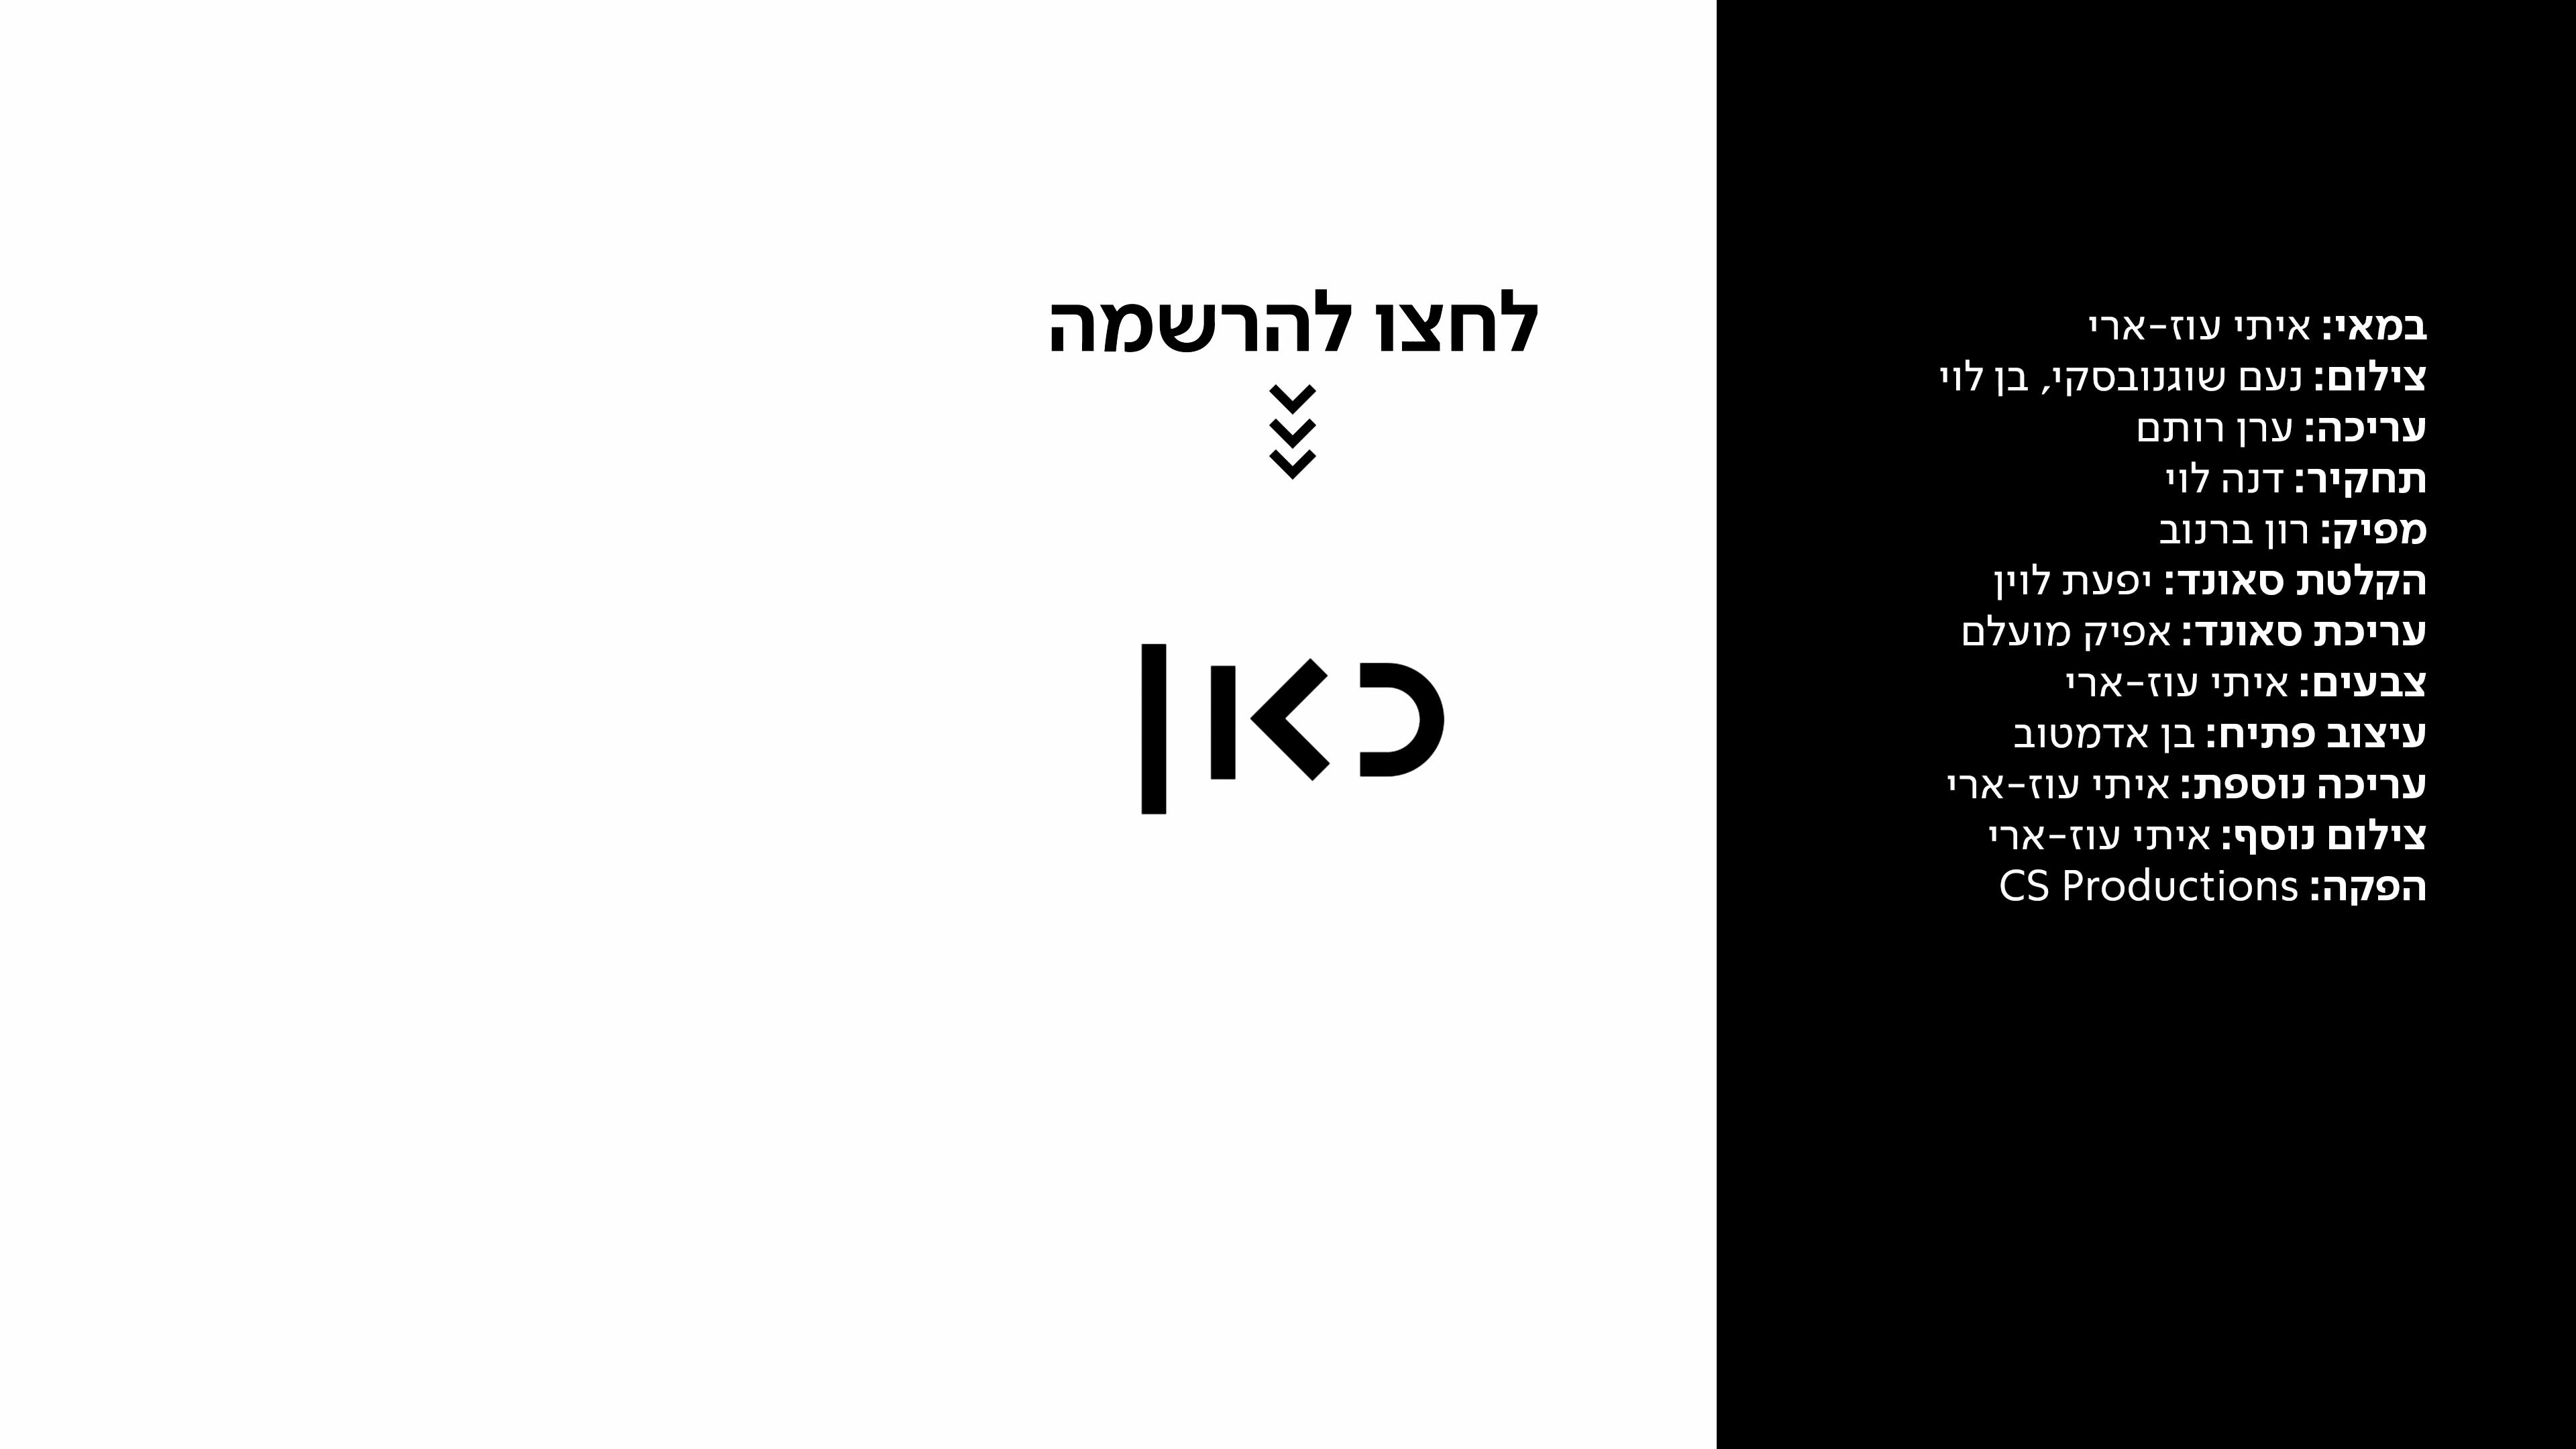 לחצו להרשמה
כאן
במאי: איתי עוז-ארי
צילום: נעם שוגנובסקי, בן לוי
עריכה: ערן רותם
תחקיר: דנה לוי
מפיק: רון ברנוב
הקלטת סאונד: יפעת לוין
עריכת סאונד: אפיק מועלם
צבעים: איתי עוז-ארי
עיצוב פתיח: בן אדמטוב
עריכה נוספת: איתי עוז-ארי
צילום נוסף: איתי עוז-ארי
הפקה: CS Productions